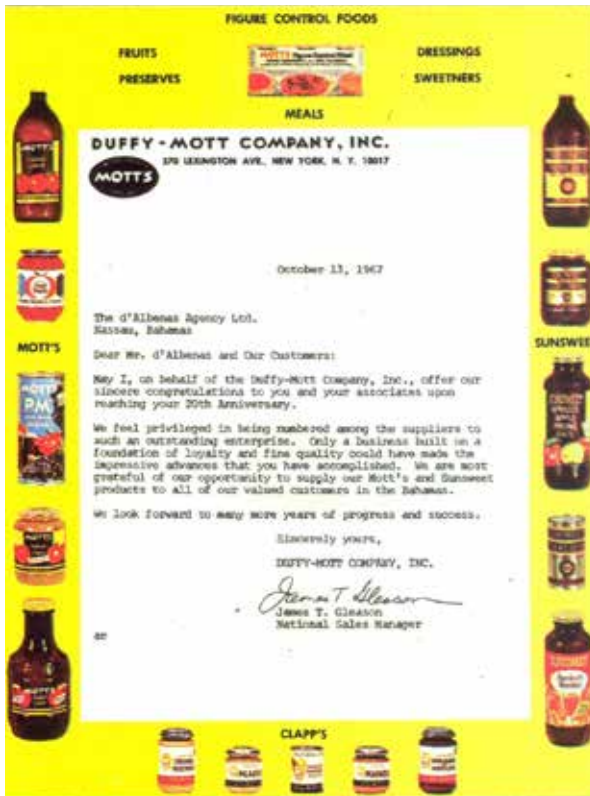 FIGURE CONTROL FOODS
FRUITS
DRESSINGS
PRESERVES
SWEETNERS
MEALS
DUFFY-MOTT COMPANY, INC.
370 LEXINGTON AVE., NEW YORK, N. Y. 10017
MOTT'S
October 13, 1967
The d'Albenas Agency Ltd.
Nassau, Bahamas
Dear Mr. d'Albenas and Our Customers:
May I, on behalf of the Duffy-Mott Company, Inc., offer our
sincere congratulations to you and your associates upon
reaching your 20th Anniversary.
We feel privileged in being numbered among the suppliers to
such an outstanding enterprise. Only a business built on a
foundation of loyalty and fine quality could have made the
impressive advances that you have accomplished. We are most
grateful of our opportunity to supply our Mott's and Sunsweet
products to all of our valued customers in the Bahamas.
We look forward to many more years of progress and success.
Sincerely yours,
DUFFY-MOTT COMPANY, INC.
James T. Gleason
James T. Gleason
National Sales Manager
MOTT'S
SUNSWEE
MOTT'S
PM
MOTT'S
CLAPP'S